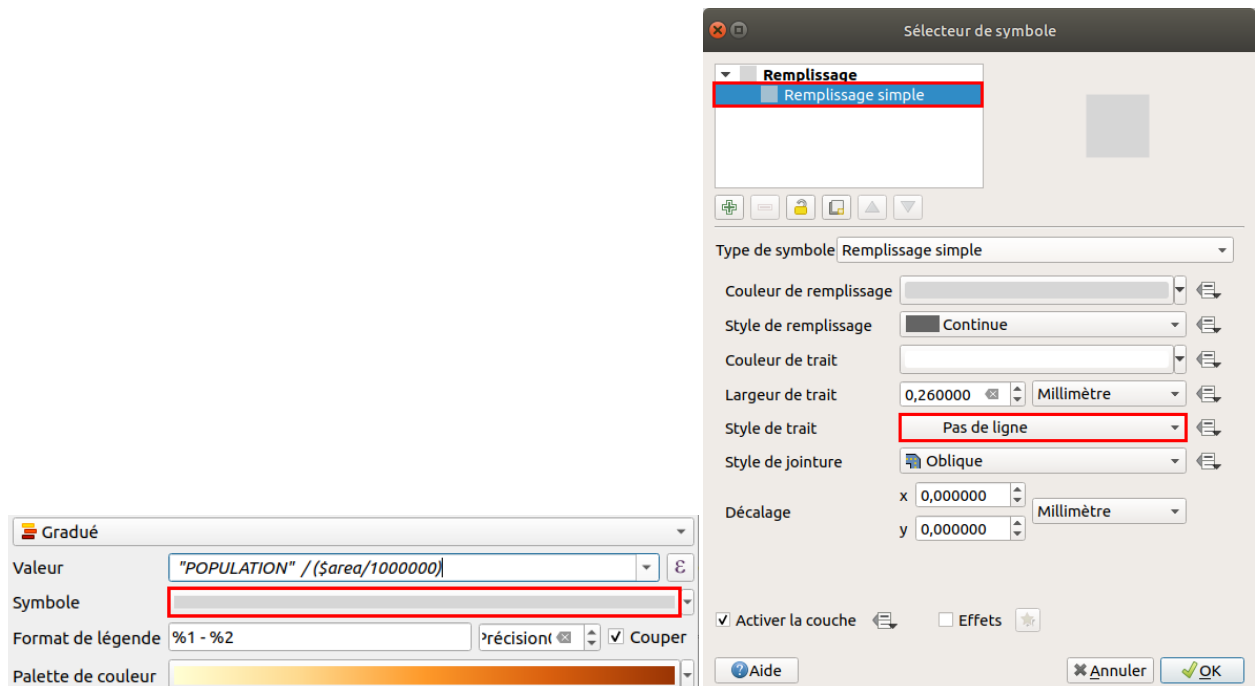 Gradué
Valeur "POPULATION" / ($area/1000000) ε
Symbole
Format de légende %1 - %2 Précision( Couper
Palette de couleur
Sélecteur de symbole
Remplissage
Remplissage simple
Type de symbole Remplissage simple
Couleur de remplissage
Style de remplissage Continue
Couleur de trait
Largeur de trait 0,260000 Millimètre
Style de trait Pas de ligne
Style de jointure Oblique
Décalage x 0,000000 Millimètre
y 0,000000
Activer la couche Effets
Aide Annuler OK